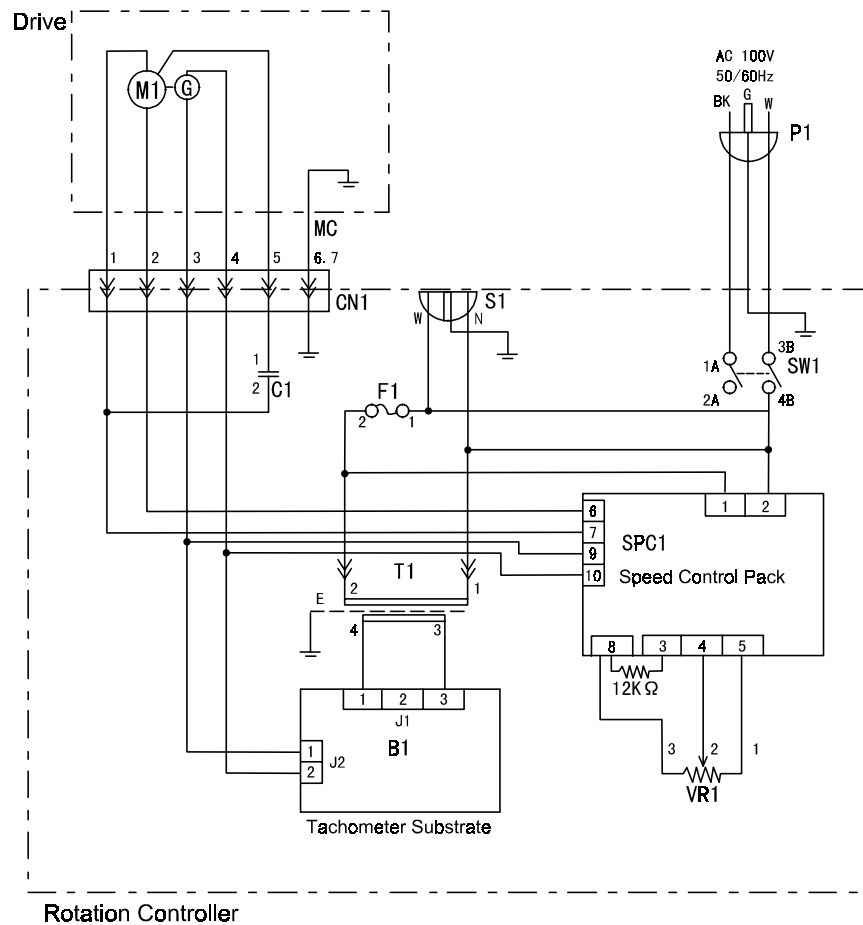 Drive
AC 100V
50/60Hz
BK G W
P1
M1 G
MC
1 2 3 4 5 6. 7
CN1
S1
W N
1
2 C1
F1
2 1
3B
1A SW1
2A 4B
1 2
6
7
9
10
SPC1
Speed Control Pack
T1
2 1
E
4 3
8 3 4 5
12KΩ
1 2 3
J1
B1
1
2
J2
3 2 1
VR1
Tachometer Substrate
Rotation Controller